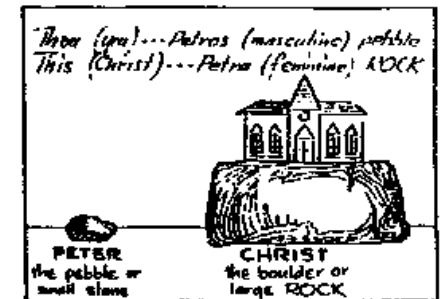 Thou (you)---Petros (masculine) pebble
This (Christ)---Petra (feminine) ROCK
PETER
the pebble or
small stone
CHRIST
the boulder or
large ROCK